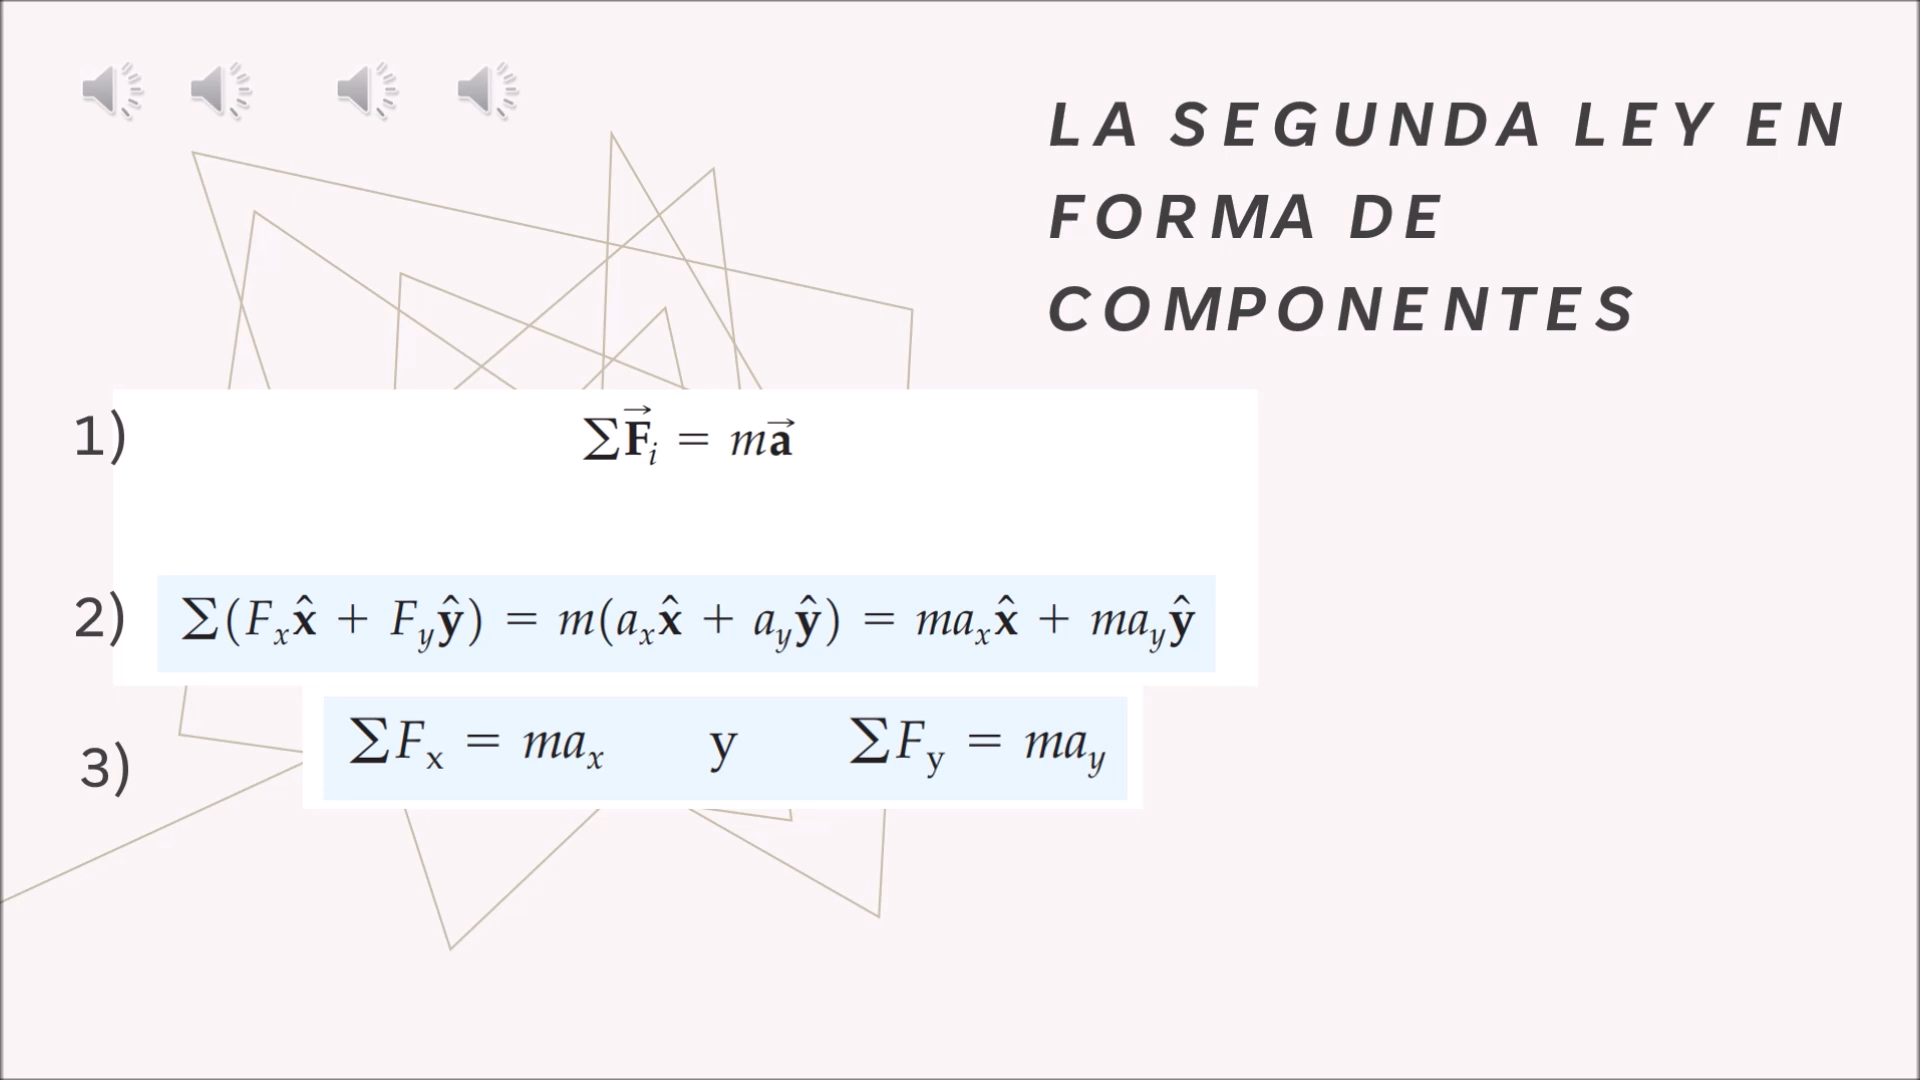 LA SEGUNDA LEY EN
FORMA DE
COMPONENTES
1) ΣF⃗ᵢ = ma⃗
2) Σ(Fₓx̂ + F_yŷ) = m(aₓx̂ + a_yŷ) = maₓx̂ + ma_yŷ
3) ΣFₓ = maₓ y ΣF_y = ma_y